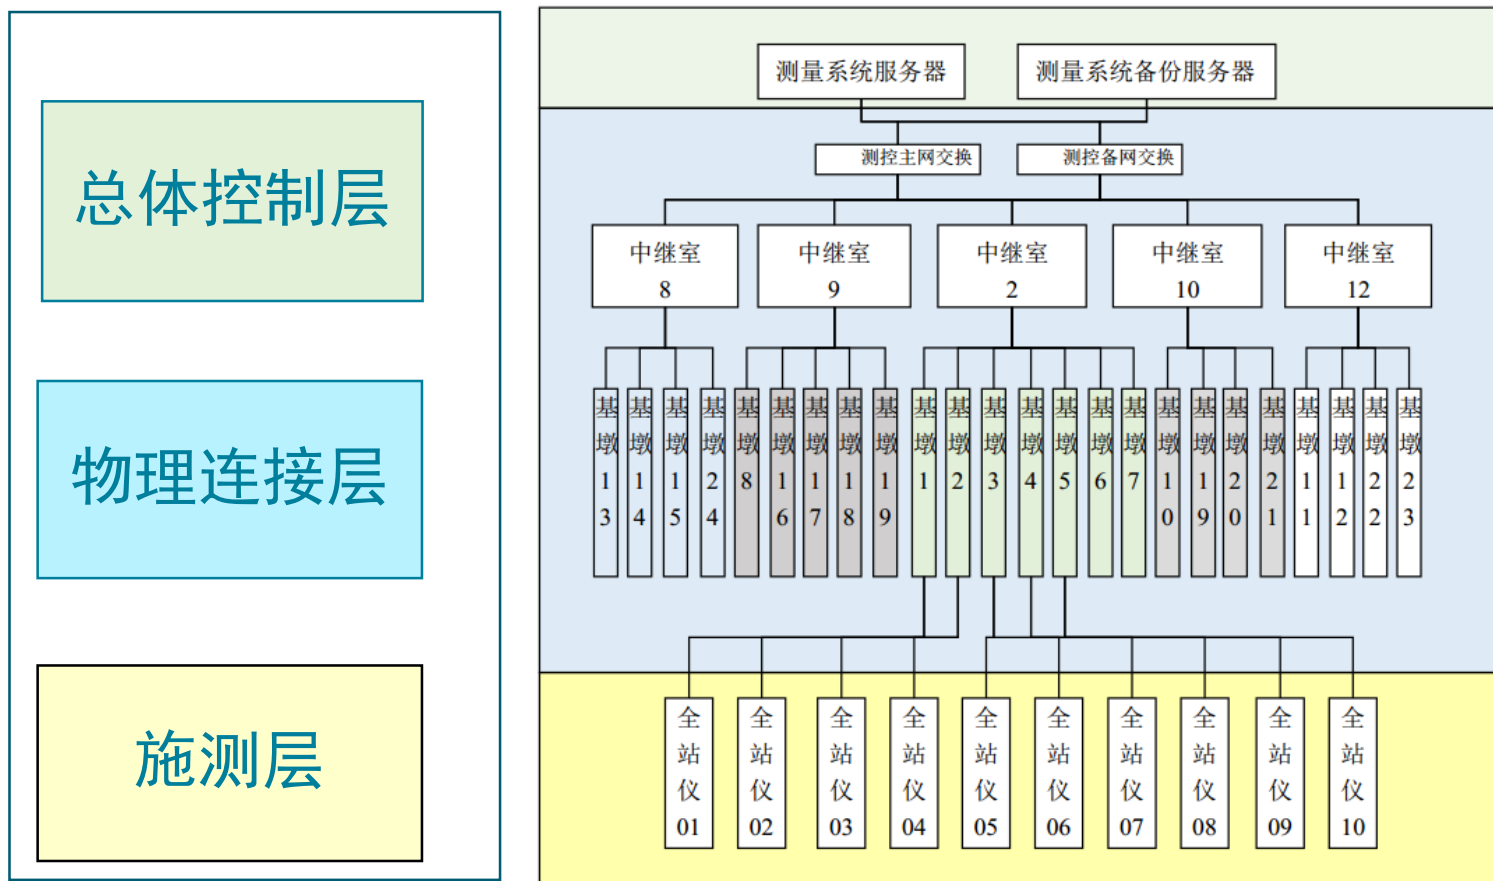 总体控制层
物理连接层
施测层
测量系统服务器
测量系统备份服务器
测控主网交换
测控备网交换
中继室
8
中继室
9
中继室
2
中继室
10
中继室
12
基墩13
基墩14
基墩15
基墩24
基墩8
基墩16
基墩17
基墩18
基墩19
基墩1
基墩2
基墩3
基墩4
基墩5
基墩6
基墩7
基墩10
基墩19
基墩20
基墩21
基墩11
基墩12
基墩22
基墩23
全站仪01
全站仪02
全站仪03
全站仪04
全站仪05
全站仪06
全站仪07
全站仪08
全站仪09
全站仪10